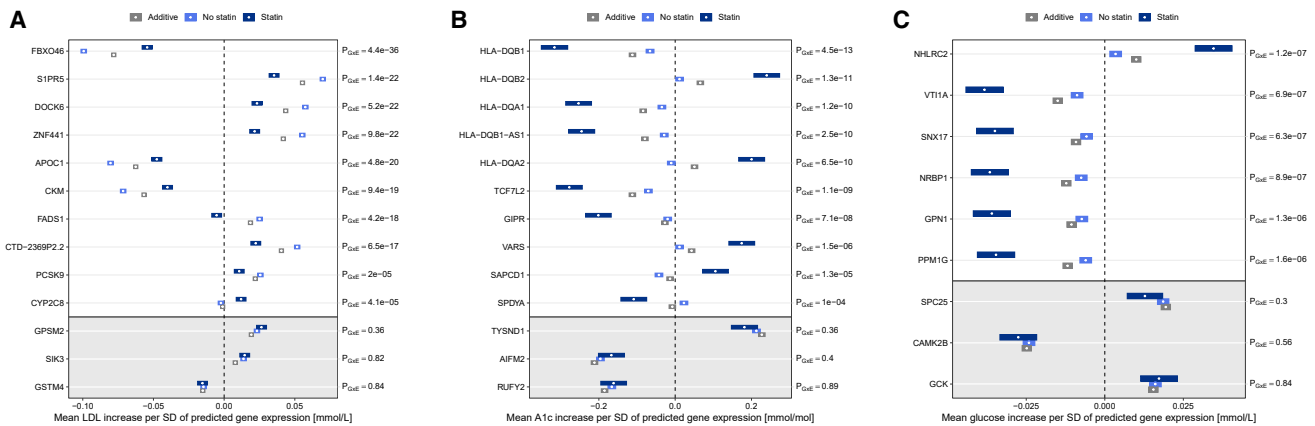 A
Additive No statin Statin
FBXO46 PGxE = 4.4e-36
S1PR5 PGxE = 1.4e-22
DOCK6 PGxE = 5.2e-22
ZNF441 PGxE = 9.8e-22
APOC1 PGxE = 4.8e-20
CKM PGxE = 9.4e-19
FADS1 PGxE = 4.2e-18
CTD-2369P2.2 PGxE = 6.5e-17
PCSK9 PGxE = 2e-05
CYP2C8 PGxE = 4.1e-05
GPSM2 PGxE = 0.36
SIK3 PGxE = 0.82
GSTM4 PGxE = 0.84
−0.10 −0.05 0.00 0.05
Mean LDL increase per SD of predicted gene expression [mmol/L]
B
Additive No statin Statin
HLA-DQB1 PGxE = 4.5e-13
HLA-DQB2 PGxE = 1.3e-11
HLA-DQA1 PGxE = 1.2e-10
HLA-DQB1-AS1 PGxE = 2.5e-10
HLA-DQA2 PGxE = 6.5e-10
TCF7L2 PGxE = 1.1e-09
GIPR PGxE = 7.1e-08
VARS PGxE = 1.5e-06
SAPCD1 PGxE = 1.3e-05
SPDYA PGxE = 1e-04
TYSND1 PGxE = 0.36
AIFM2 PGxE = 0.4
RUFY2 PGxE = 0.89
−0.2 0.0 0.2
Mean A1c increase per SD of predicted gene expression [mmol/mol]
C
Additive No statin Statin
NHLRC2 PGxE = 1.2e-07
VTI1A PGxE = 6.9e-07
SNX17 PGxE = 6.3e-07
NRBP1 PGxE = 8.9e-07
GPN1 PGxE = 1.3e-06
PPM1G PGxE = 1.6e-06
SPC25 PGxE = 0.3
CAMK2B PGxE = 0.56
GCK PGxE = 0.84
−0.025 0.000 0.025
Mean glucose increase per SD of predicted gene expression [mmol/L]